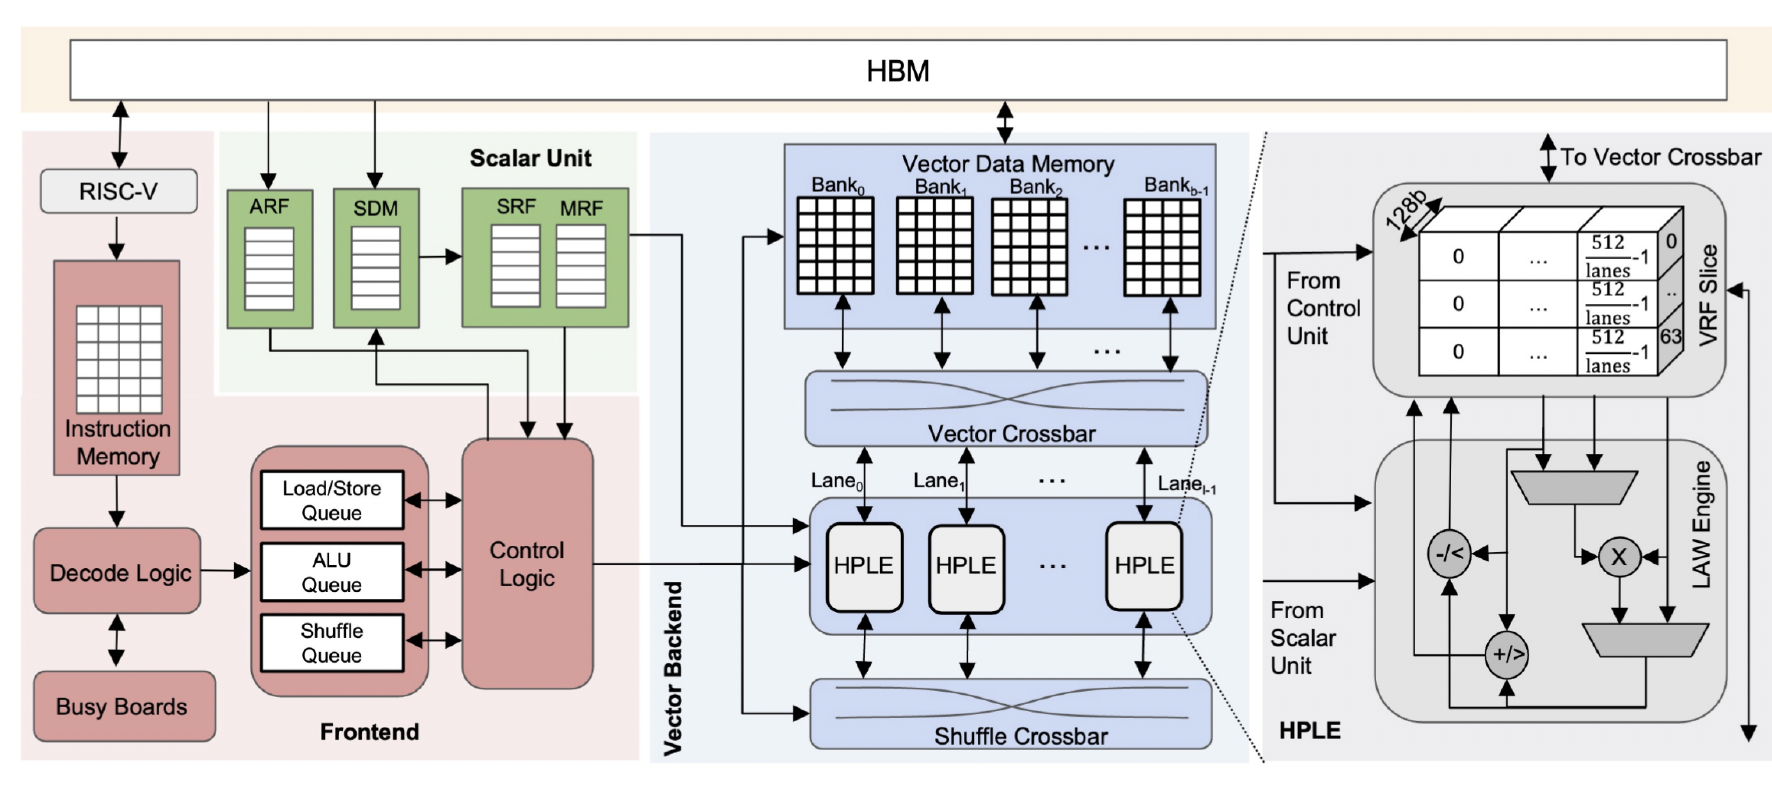 HBM
RISC-V
Instruction
Memory
Decode Logic
Busy Boards
Load/Store
Queue
ALU
Queue
Shuffle
Queue
Control
Logic
Frontend
Scalar Unit
ARF
SDM
SRF
MRF
Vector Backend
Vector Data Memory
Bank0
Bank1
Bank2
...
Bankb-1
...
Vector Crossbar
Lane0
Lane1
...
Lanel-1
HPLE
HPLE
...
HPLE
Shuffle Crossbar
To Vector Crossbar
128b
0 ... 512/lanes-1 0
0 ... 512/lanes-1 ..
0 ... 512/lanes-1 63
VRF Slice
From
Control
Unit
LAW Engine
-/<
X
+/>
From
Scalar
Unit
HPLE